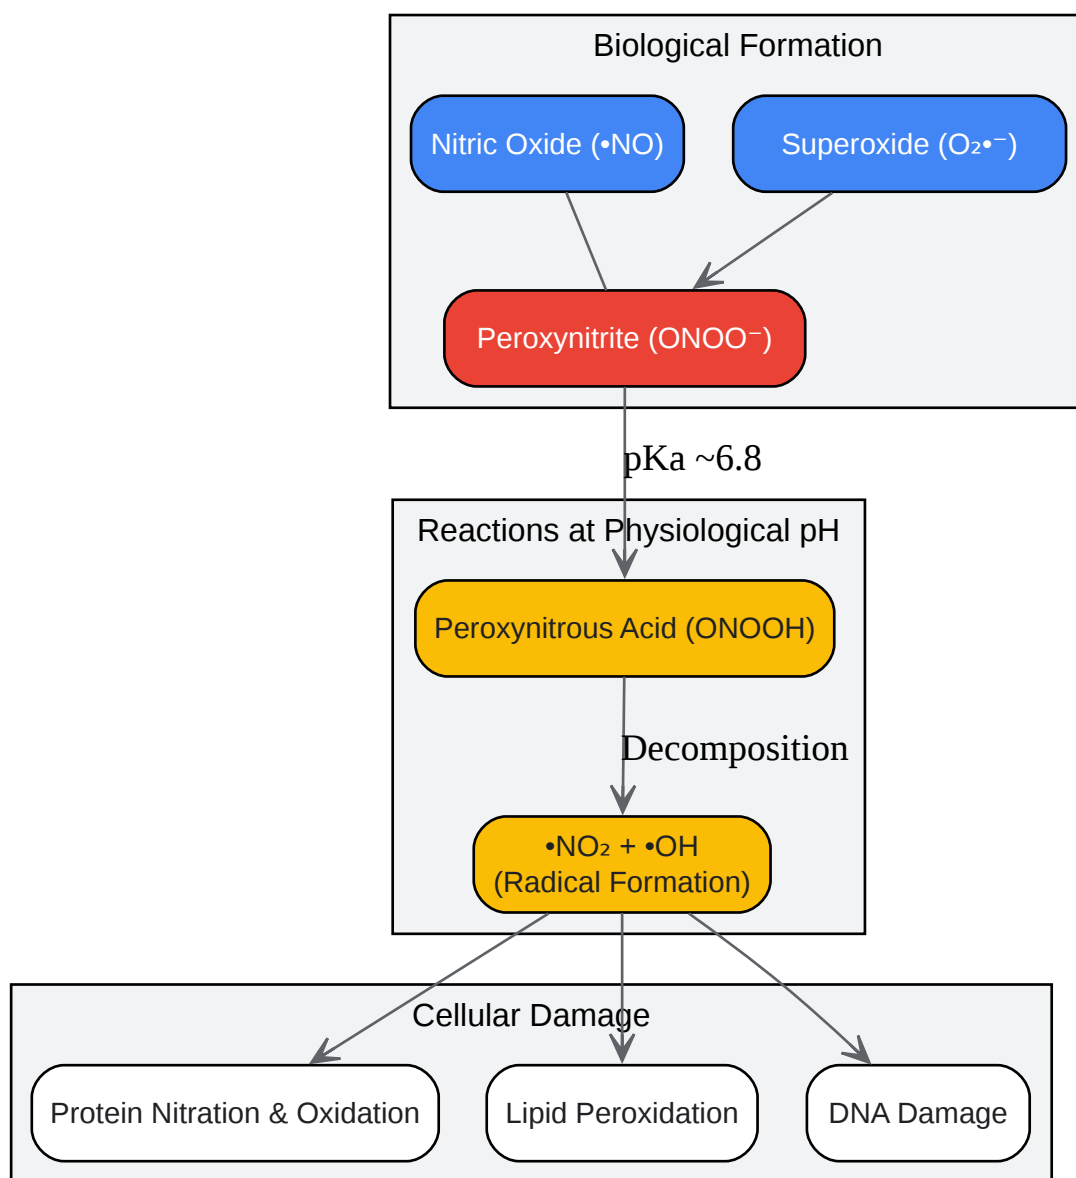 Biological Formation
Nitric Oxide (•NO)
Superoxide (O₂•⁻)
Peroxynitrite (ONOO⁻)
pKa ~6.8
Reactions at Physiological pH
Peroxynitrous Acid (ONOOH)
Decomposition
•NO₂ + •OH
(Radical Formation)
Cellular Damage
Protein Nitration & Oxidation
Lipid Peroxidation
DNA Damage